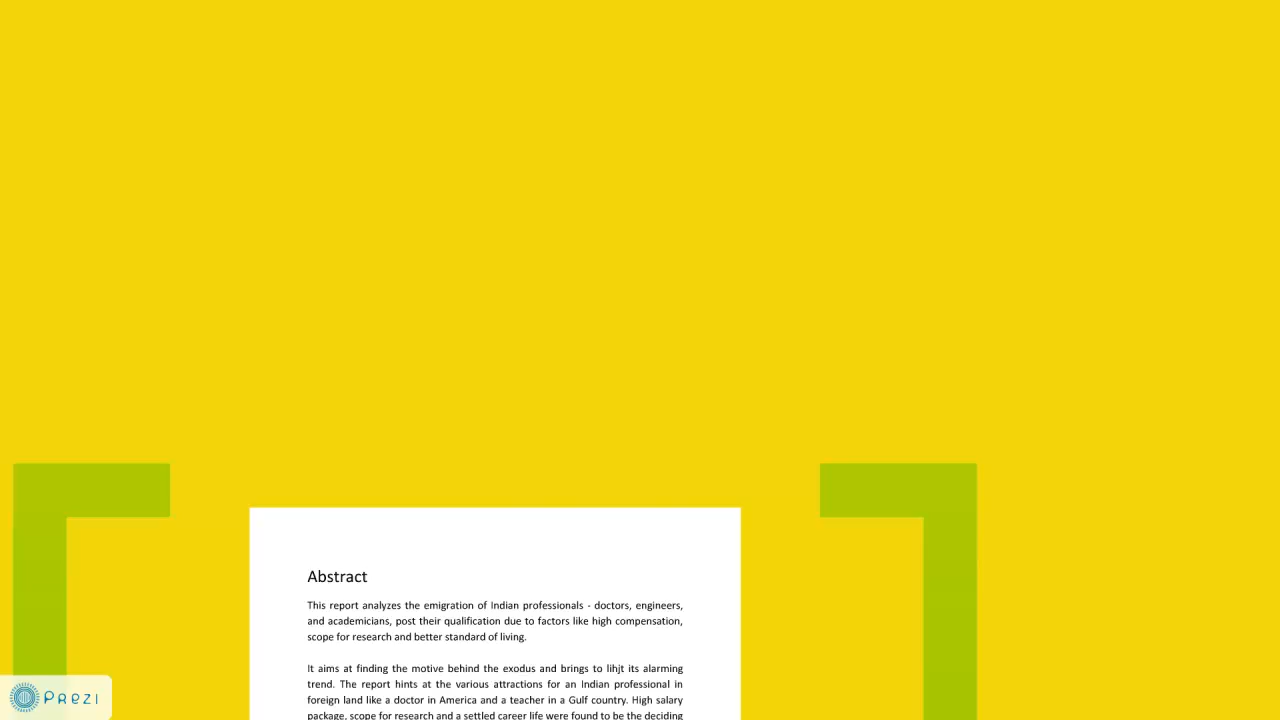 Abstract
This report analyzes the emigration of Indian professionals - doctors, engineers,
and academicians, post their qualification due to factors like high compensation,
scope for research and better standard of living.
It aims at finding the motive behind the exodus and brings to lihjt its alarming
trend. The report hints at the various attractions for an Indian professional in
foreign land like a doctor in America and a teacher in a Gulf country. High salary
package, scope for research and a settled career life were found to be the deciding
Prezi